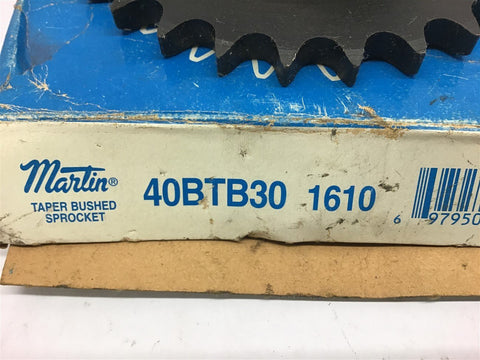 Martin®
TAPER BUSHED
SPROCKET
40BTB30 1610
6 97950